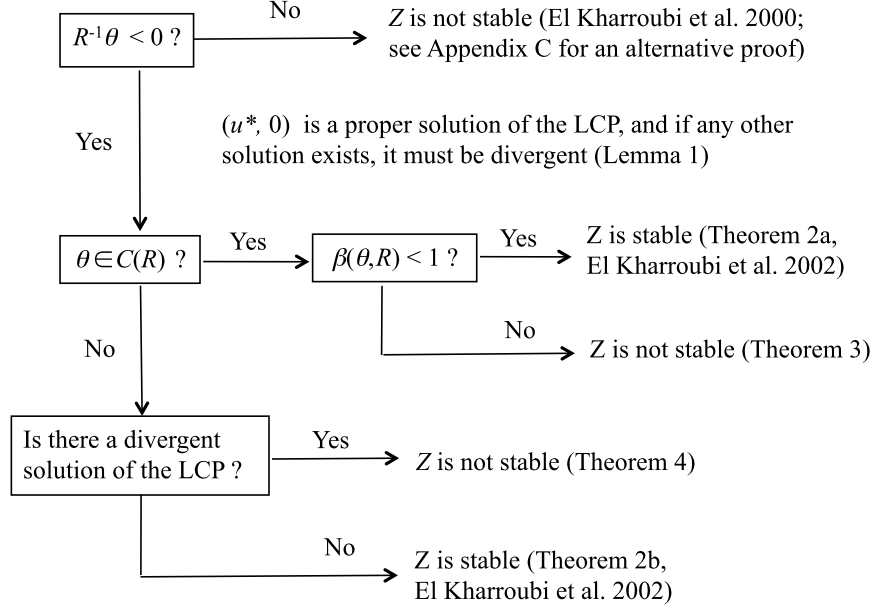 No
R⁻¹θ < 0 ?
Z is not stable (El Kharroubi et al. 2000;
see Appendix C for an alternative proof)
Yes
(u*, 0) is a proper solution of the LCP, and if any other
solution exists, it must be divergent (Lemma 1)
θ ∈ C(R) ?
Yes
β(θ,R) < 1 ?
Yes
Z is stable (Theorem 2a,
El Kharroubi et al. 2002)
No
Z is not stable (Theorem 3)
No
Is there a divergent
solution of the LCP ?
Yes
Z is not stable (Theorem 4)
No
Z is stable (Theorem 2b,
El Kharroubi et al. 2002)